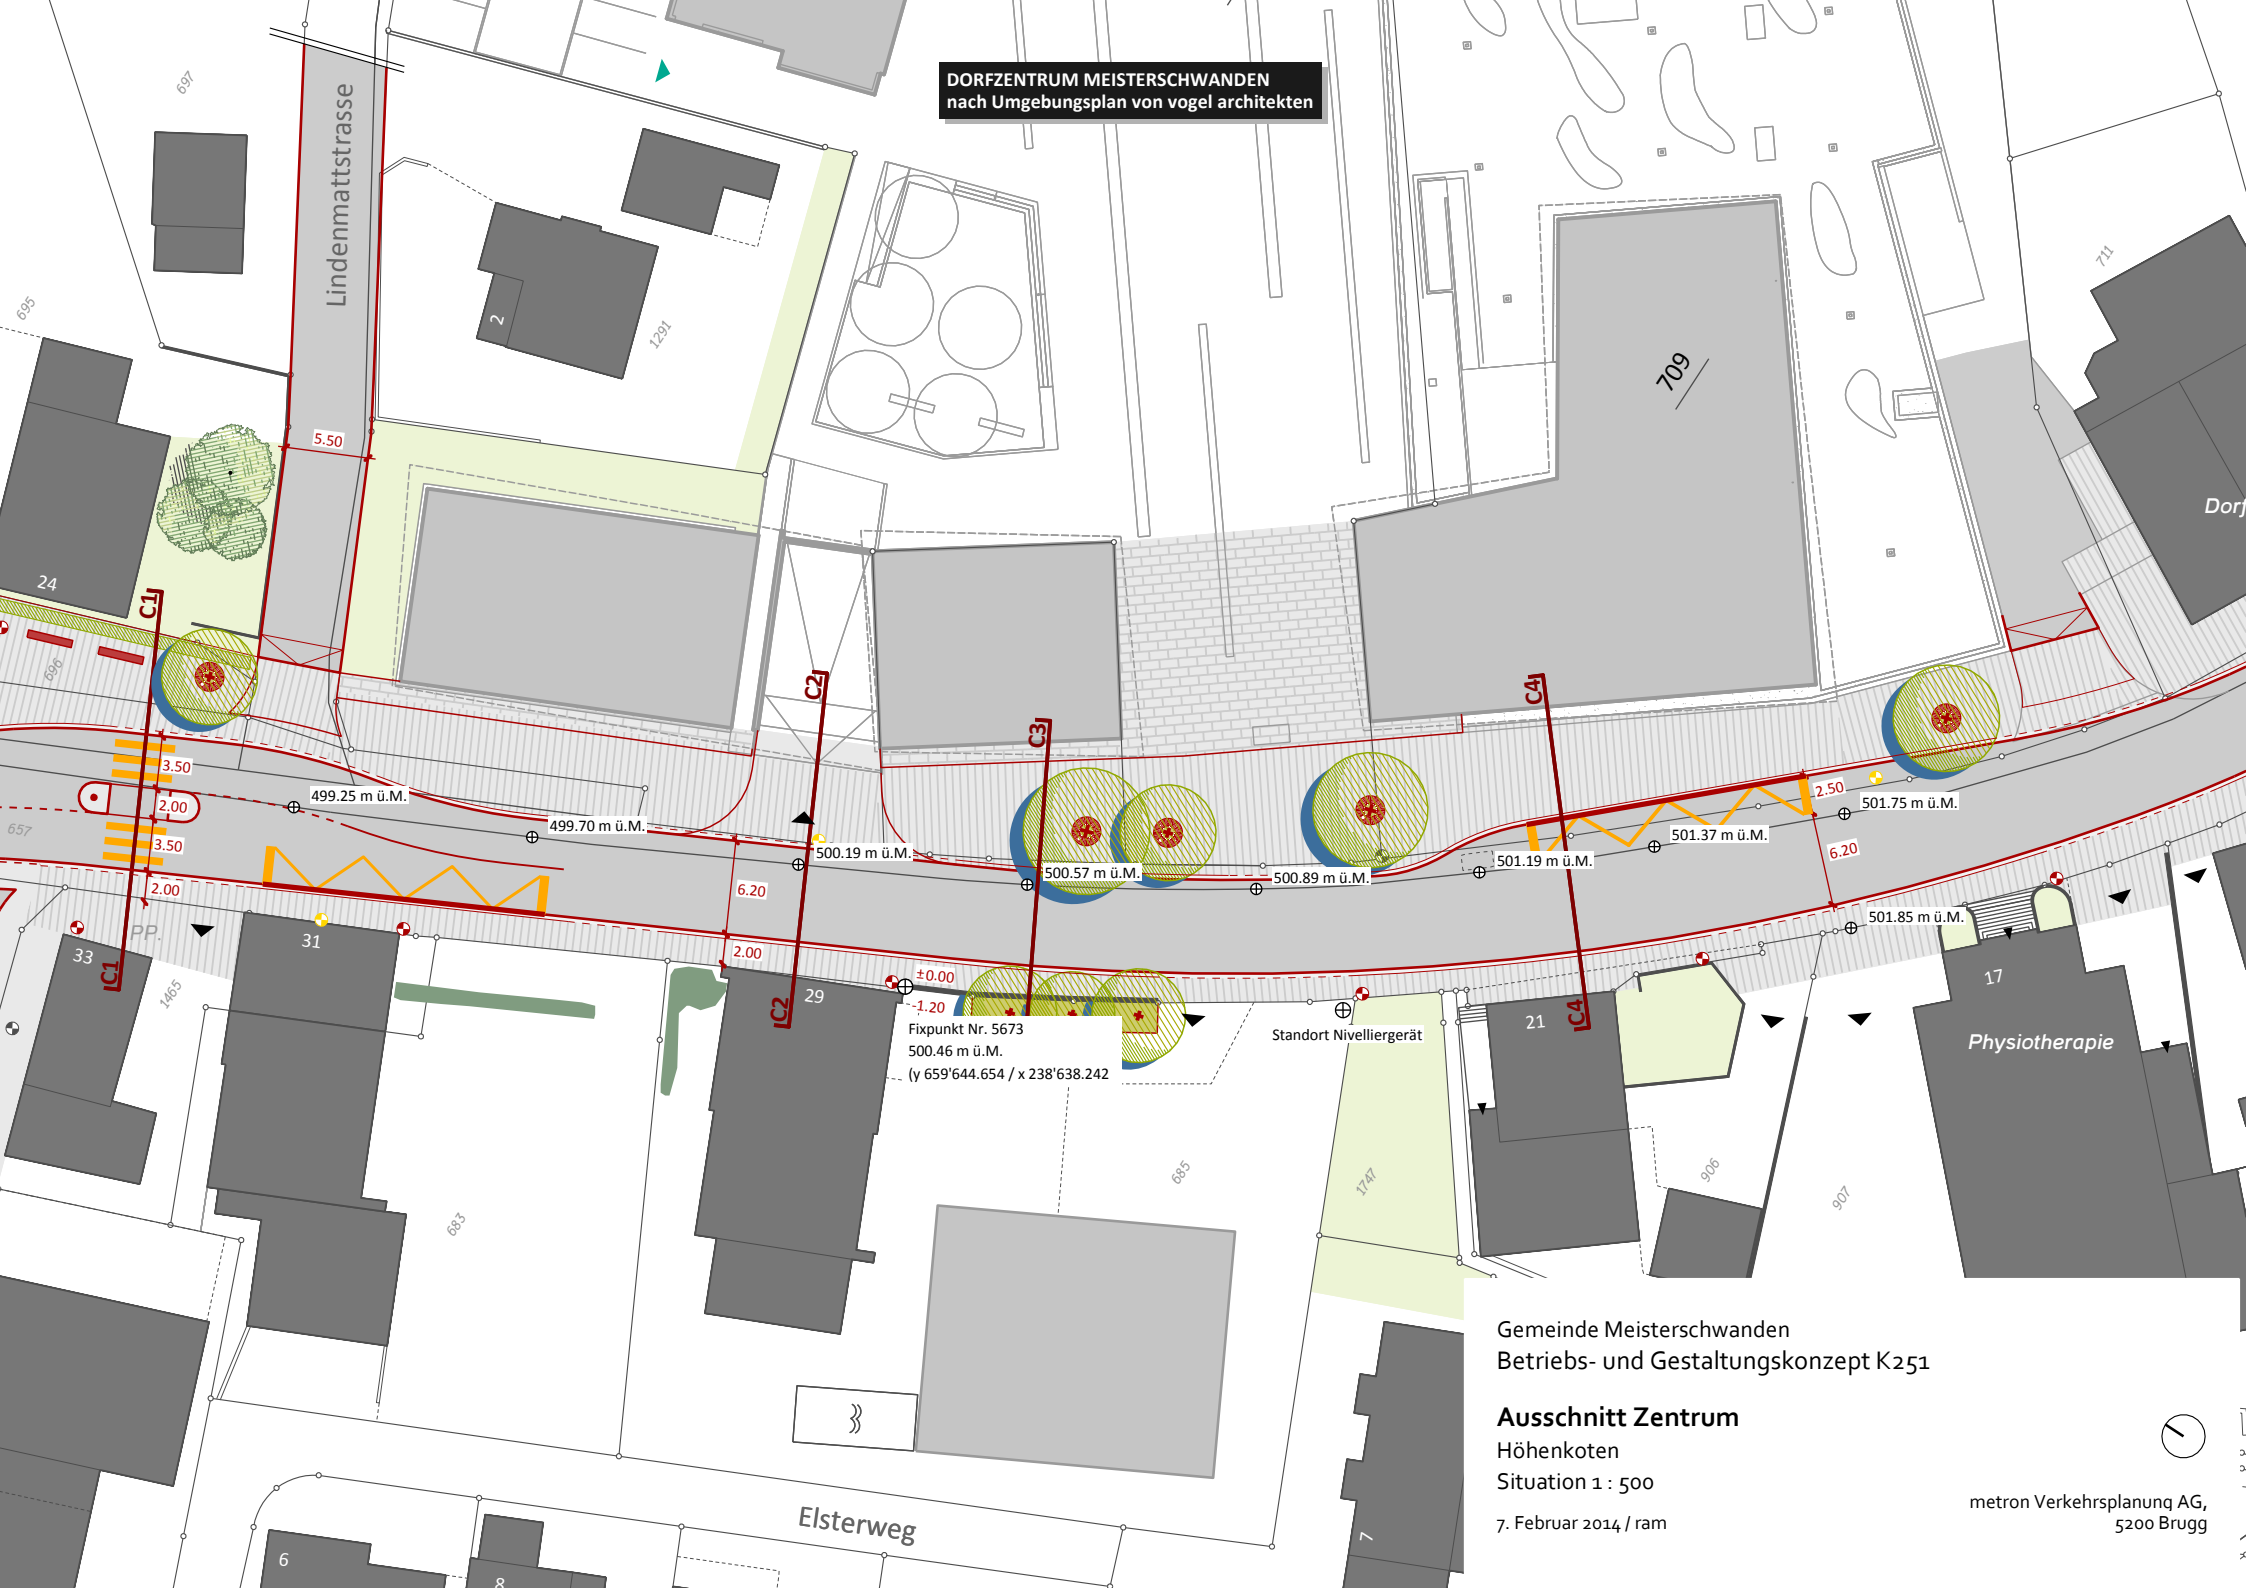 DORFZENTRUM MEISTERSCHWANDEN
nach Umgebungsplan von vogel architekten
697
Lindenmattstrasse
695
2
1291
709
711
5.50
24
Dorf
C1
C2
C3
C4
696
3.50
2.00
499.25 m ü.M.
499.70 m ü.M.
657
3.50
2.00
500.19 m ü.M.
500.57 m ü.M.
500.89 m ü.M.
501.19 m ü.M.
501.37 m ü.M.
2.50
501.75 m ü.M.
6.20
6.20
501.85 m ü.M.
PP.
33
31
2.00
C1
1465
29
C2
±0.00
-1.20
Fixpunkt Nr. 5673
500.46 m ü.M.
(y 659'644.654 / x 238'638.242
Standort Nivelliergerät
21
C4
17
Physiotherapie
683
685
1747
906
907
Elsterweg
6
8
7
Gemeinde Meisterschwanden
Betriebs- und Gestaltungskonzept K251
Ausschnitt Zentrum
Höhenkoten
Situation 1 : 500
7. Februar 2014 / ram
metron Verkehrsplanung AG,
5200 Brugg